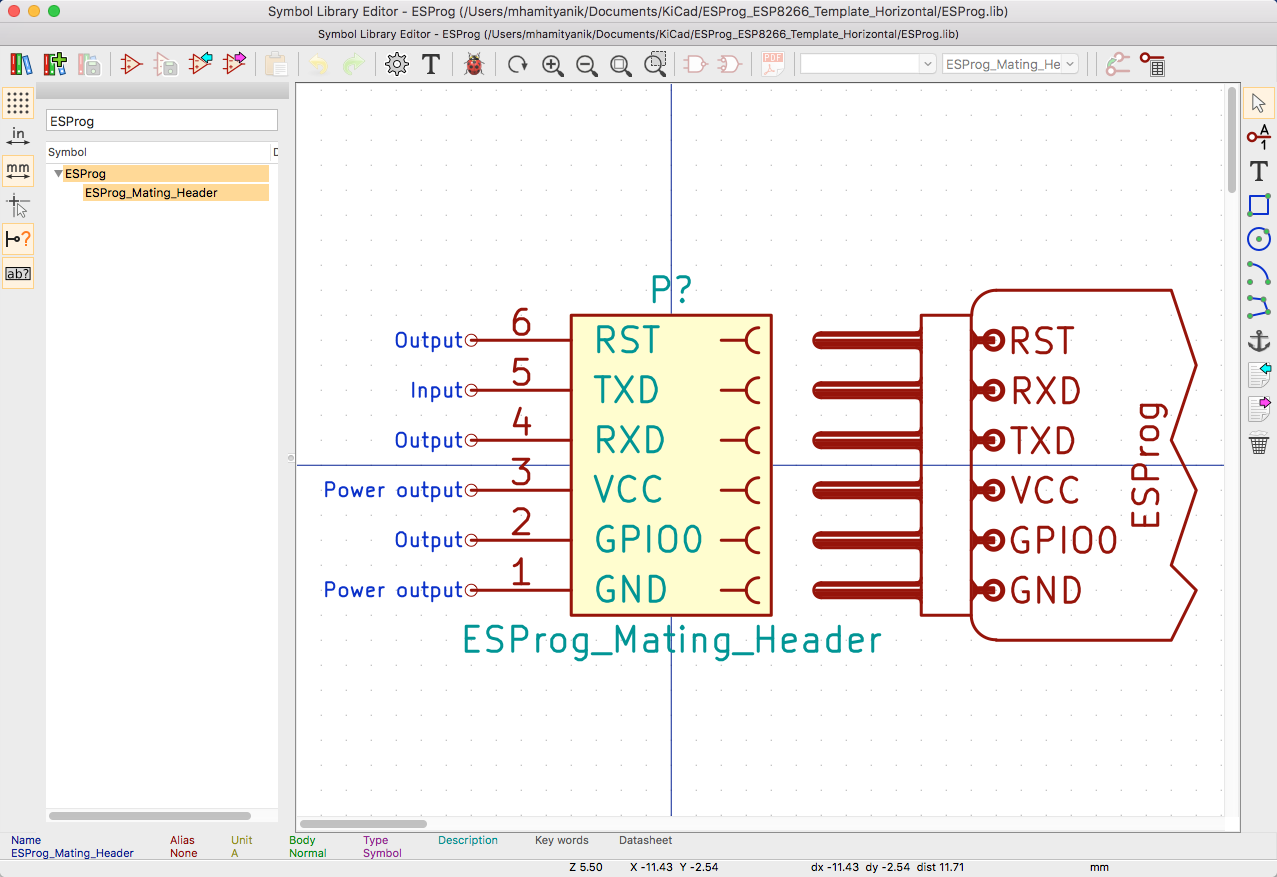 Symbol Library Editor - ESProg (/Users/mhamityanik/Documents/KiCad/ESProg_ESP8266_Template_Horizontal/ESProg.lib)
Symbol Library Editor - ESProg (/Users/mhamityanik/Documents/KiCad/ESProg_ESP8266_Template_Horizontal/ESProg.lib)
T PDF ESProg_Mating_He
in
mm
?
ab?
ESProg
Symbol D
ESProg
ESProg_Mating_Header
A
1
T
P?
Output 6 RST RST
Input 5 TXD RXD
Output 4 RXD TXD
Power output 3 VCC VCC
Output 2 GPIO0 GPIO0
Power output 1 GND GND
ESProg
ESProg_Mating_Header
Name Alias Unit Body Type Description Key words Datasheet
ESProg_Mating_Header None A Normal Symbol
Z 5.50 X -11.43 Y -2.54 dx -11.43 dy -2.54 dist 11.71 mm